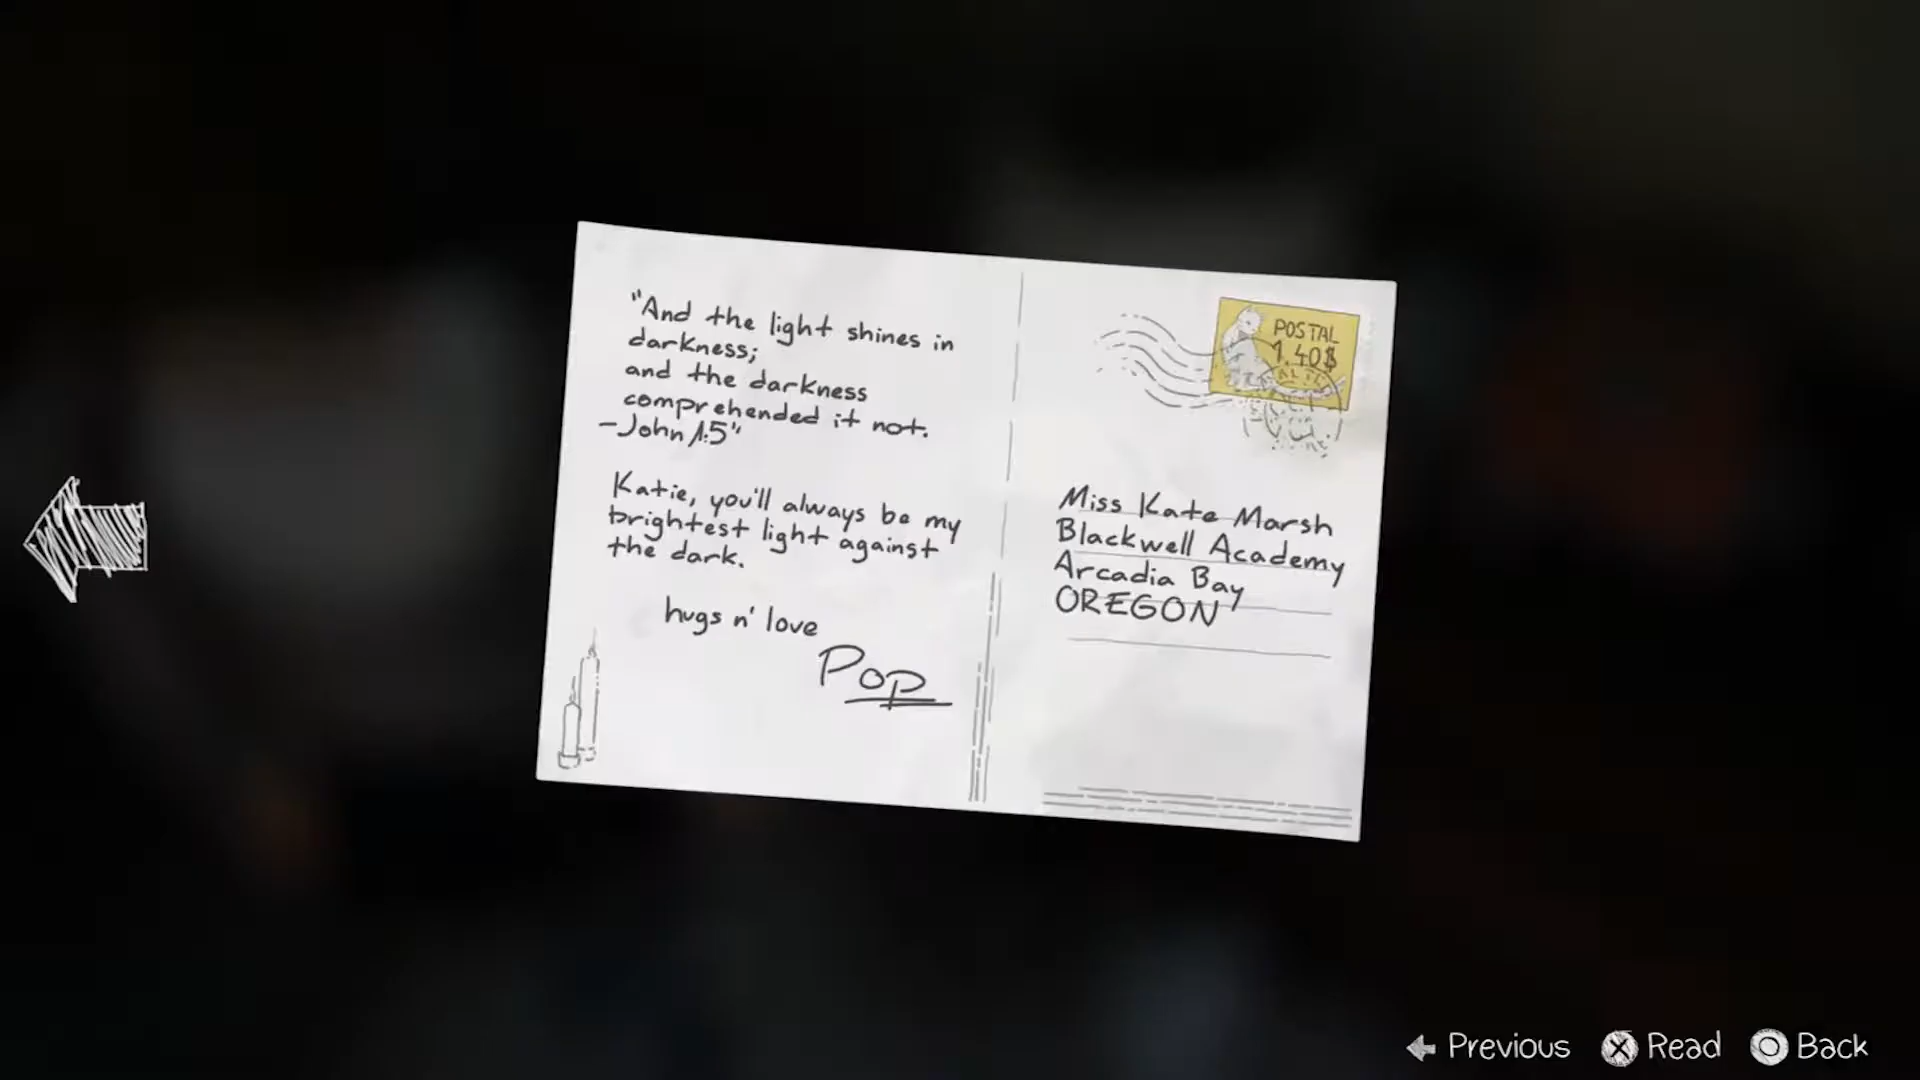 "And the light shines in
darkness;
and the darkness
comprehended it not.
-John 1:5"
Katie, you'll always be my
brightest light against
the dark.
hugs n' love
Pop
POSTAL
1.40$
Miss Kate Marsh
Blackwell Academy
Arcadia Bay
OREGON
Previous
Read
Back